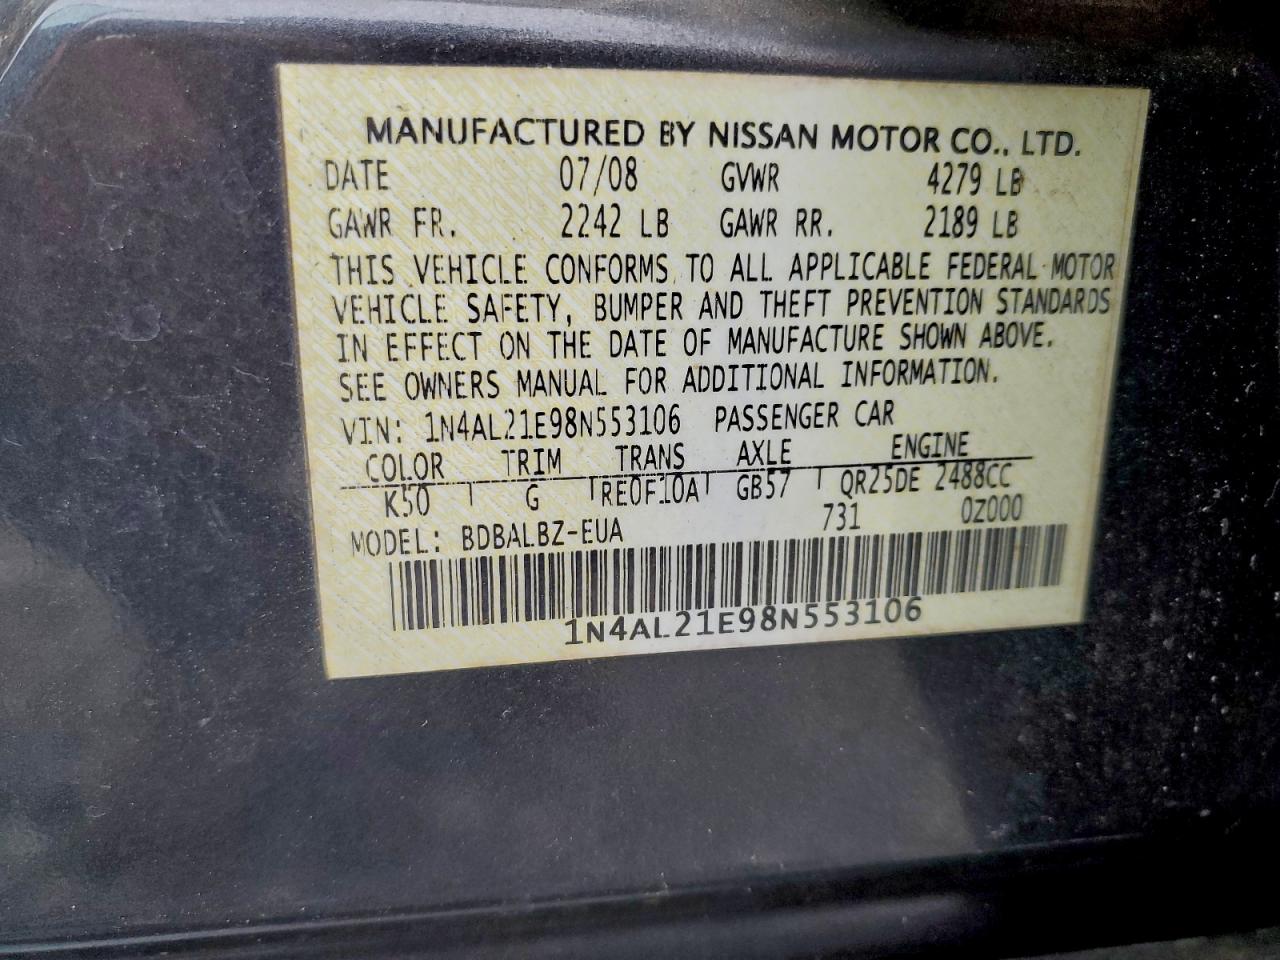 MANUFACTURED BY NISSAN MOTOR CO., LTD.
DATE 07/08 GVWR 4279 LB
GAWR FR. 2242 LB GAWR RR. 2189 LB
THIS VEHICLE CONFORMS TO ALL APPLICABLE FEDERAL MOTOR
VEHICLE SAFETY, BUMPER AND THEFT PREVENTION STANDARDS
IN EFFECT ON THE DATE OF MANUFACTURE SHOWN ABOVE.
SEE OWNERS MANUAL FOR ADDITIONAL INFORMATION.
VIN: 1N4AL21E98N553106 PASSENGER CAR
COLOR TRIM TRANS AXLE ENGINE
K50 G RE0F10A GB57 QR25DE 2488CC
731 0Z000
MODEL: BDBALBZ-EUA
1N4AL21E98N553106